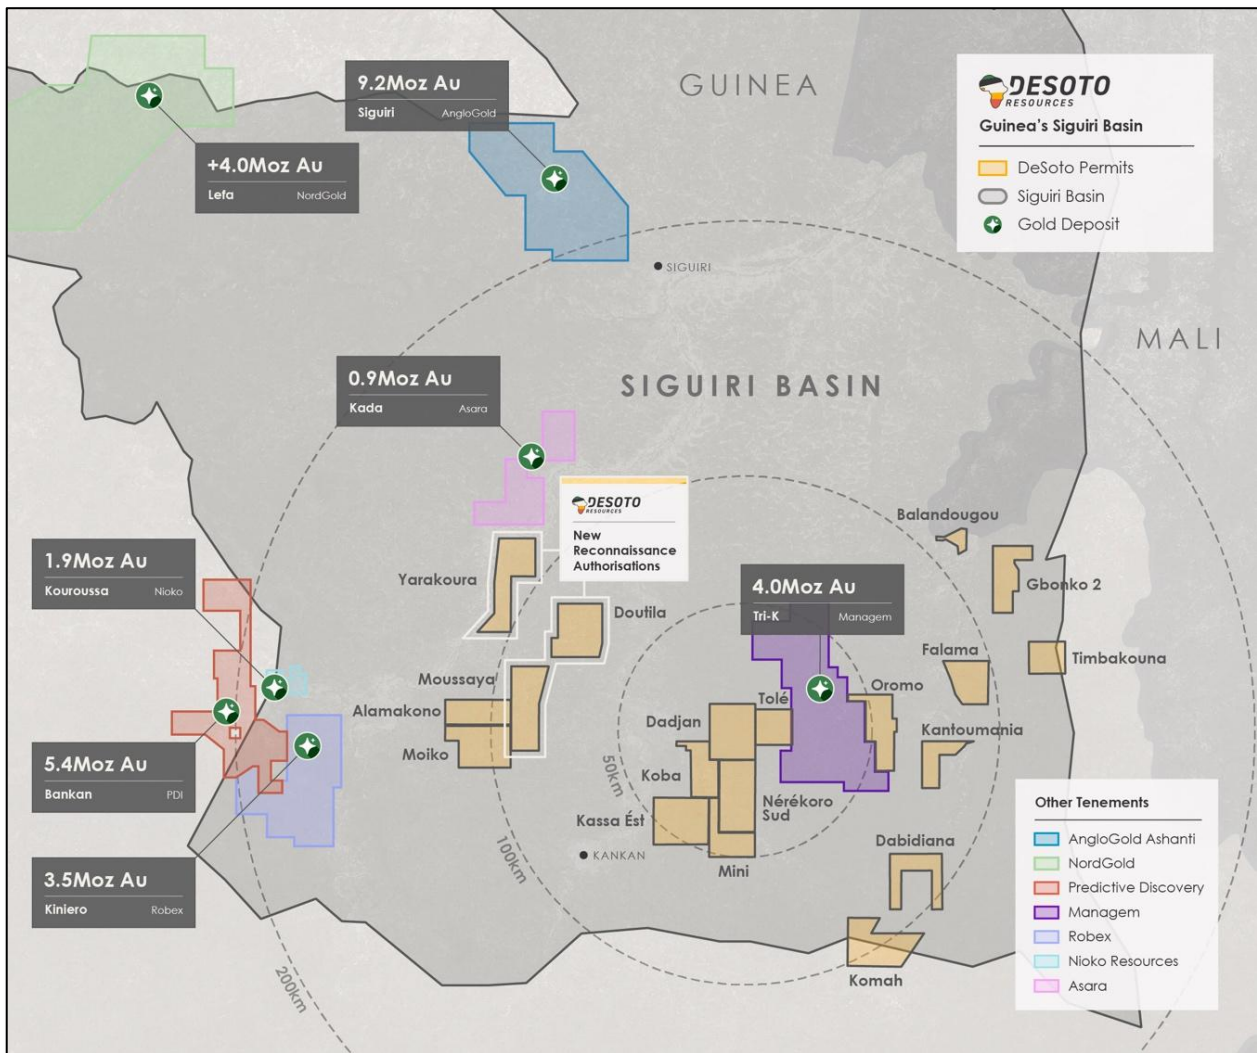 9.2Moz Au
Siguiri AngloGold
GUINEA
DESOTO
RESOURCES
Guinea's Siguiri Basin
DeSoto Permits
Siguiri Basin
Gold Deposit
+4.0Moz Au
Lefa NordGold
SIGUIRI
MALI
0.9Moz Au
Kada Asara
SIGUIRI BASIN
DESOTO
RESOURCES
New
Reconnaissance
Authorisations
Yarakoura
Doutila
Balandougou
Gbonko 2
1.9Moz Au
Kouroussa Nioko
4.0Moz Au
Tri-K Managem
Falama
Timbakouna
Moussaya
Alamakono
Moiko
Tolé
Oromo
Dadjan
Kantoumania
Koba
50km
5.4Moz Au
Bankan PDI
Nérékoro
Sud
Kassa Ést
Mini
KANKAN
100km
Dabidiana
3.5Moz Au
Kiniero Robex
200km
Komah
Other Tenements
AngloGold Ashanti
NordGold
Predictive Discovery
Managem
Robex
Nioko Resources
Asara